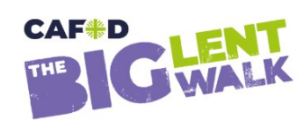 CAFOD
THE BIG LENT
WALK